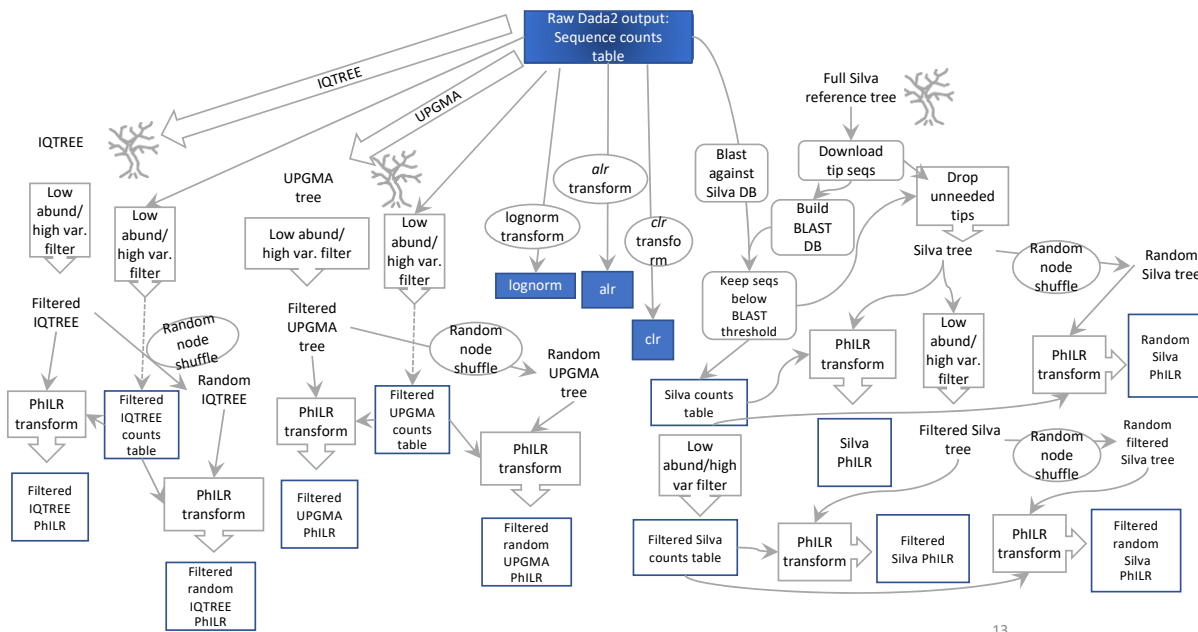 Raw Dada2 output:
Sequence counts
table
IQTREE
UPGMA
Full Silva
reference tree
IQTREE
Low
abund/
high var.
filter
Low
abund/
high var.
filter
UPGMA
tree
Low abund/
high var. filter
Low
abund/
high var.
filter
lognorm
transform
alr
transform
clr
transfo
rm
lognorm
alr
clr
Blast
against
Silva DB
Download
tip seqs
Build
BLAST
DB
Drop
unneeded
tips
Keep seqs
below
BLAST
threshold
Silva tree
Random
node
shuffle
Random
Silva tree
Filtered
IQTREE
Random
node
shuffle
Random
IQTREE
Filtered
UPGMA
tree
Random
node
shuffle
Random
UPGMA
tree
PhILR
transform
Low
abund/
high var.
filter
PhILR
transform
Random
Silva
PhILR
PhILR
transform
Filtered
IQTREE
counts
table
PhILR
transform
Filtered
UPGMA
counts
table
Silva counts
table
Filtered
IQTREE
PhILR
PhILR
transform
Filtered
UPGMA
PhILR
PhILR
transform
Low
abund/high
var filter
Silva
PhILR
Filtered Silva
tree
Random
node
shuffle
Random
filtered
Silva tree
Filtered
random
IQTREE
PhILR
Filtered
random
UPGMA
PhILR
Filtered Silva
counts table
PhILR
transform
Filtered
Silva PhILR
PhILR
transform
Filtered
random
Silva
PhILR
13